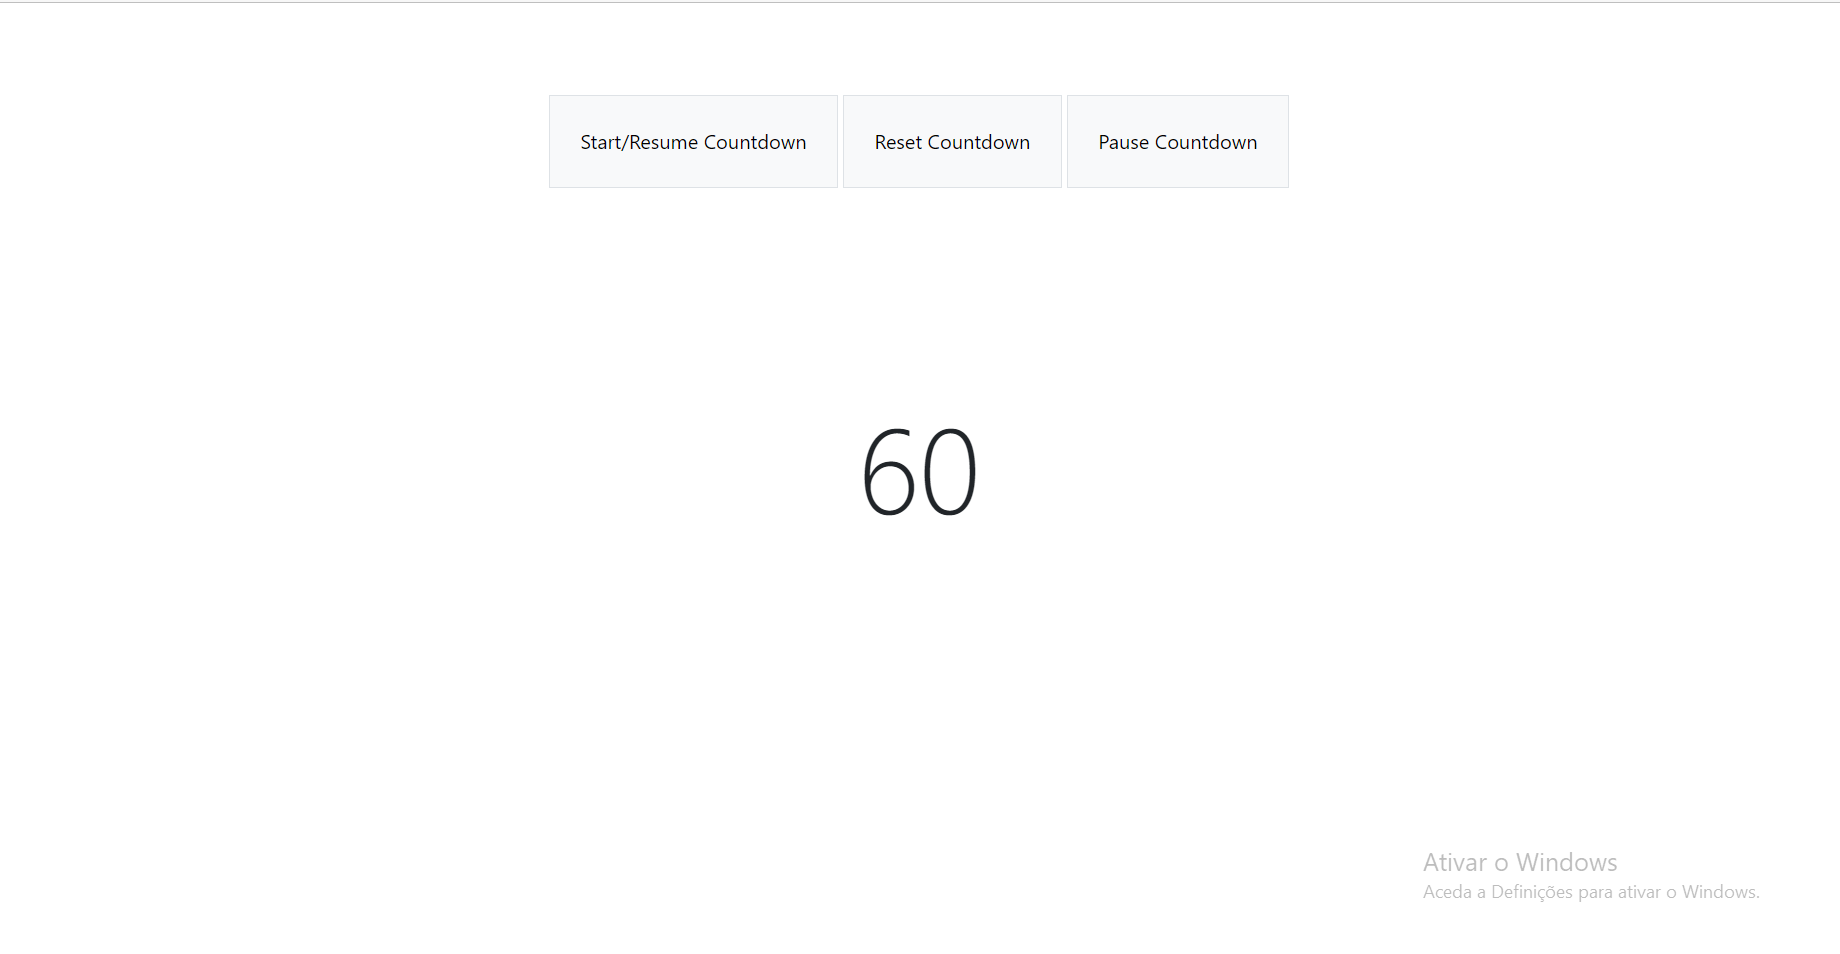 Start/Resume Countdown
Reset Countdown
Pause Countdown
60
Ativar o Windows
Aceda a Definições para ativar o Windows.